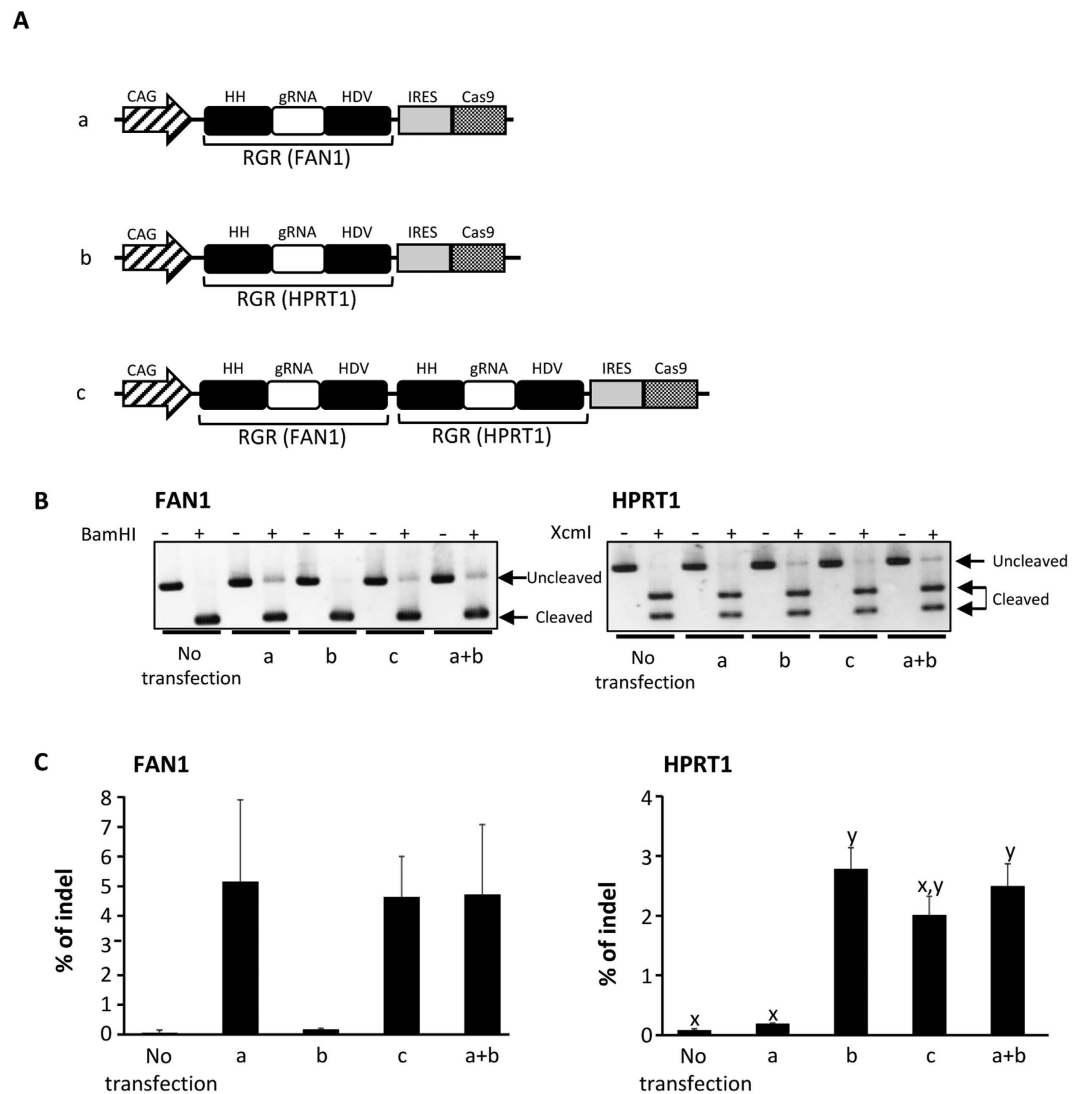 A
CAG HH gRNA HDV IRES Cas9
a
RGR (FAN1)
CAG HH gRNA HDV IRES Cas9
b
RGR (HPRT1)
CAG HH gRNA HDV HH gRNA HDV IRES Cas9
c
RGR (FAN1) RGR (HPRT1)
B FAN1 HPRT1
BamHI - + - + - + - + - +
XcmI - + - + - + - + - +
Uncleaved
Cleaved
Uncleaved
Cleaved
No transfection a b c a+b
No transfection a b c a+b
C FAN1 HPRT1
% of indel
8
7
6
5
4
3
2
1
0
No transfection a b c a+b
% of indel
4
3
2
1
0
x x y x,y y
No transfection a b c a+b